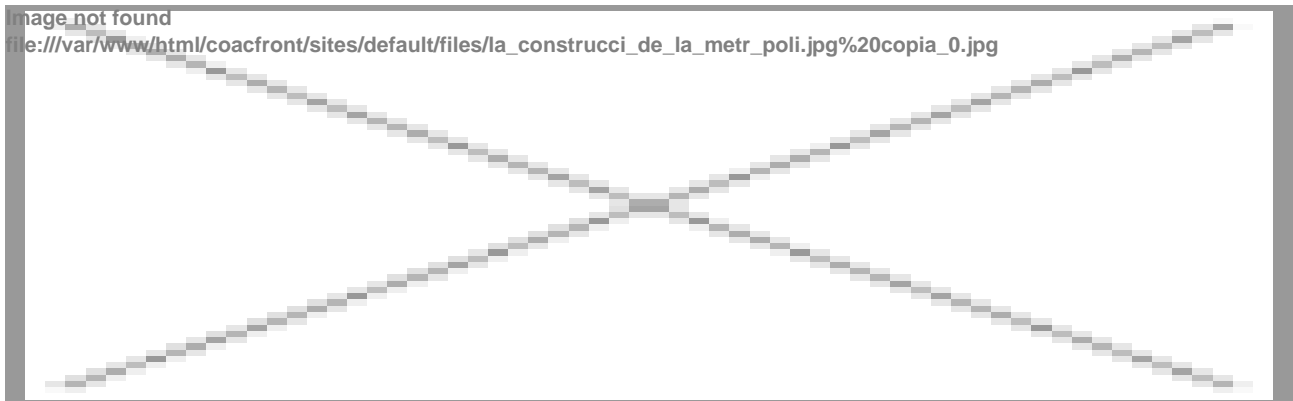 Image not found
file:///var/www/html/coacfront/sites/default/files/la_construcci_de_la_metr_poli.jpg%20copia_0.jpg